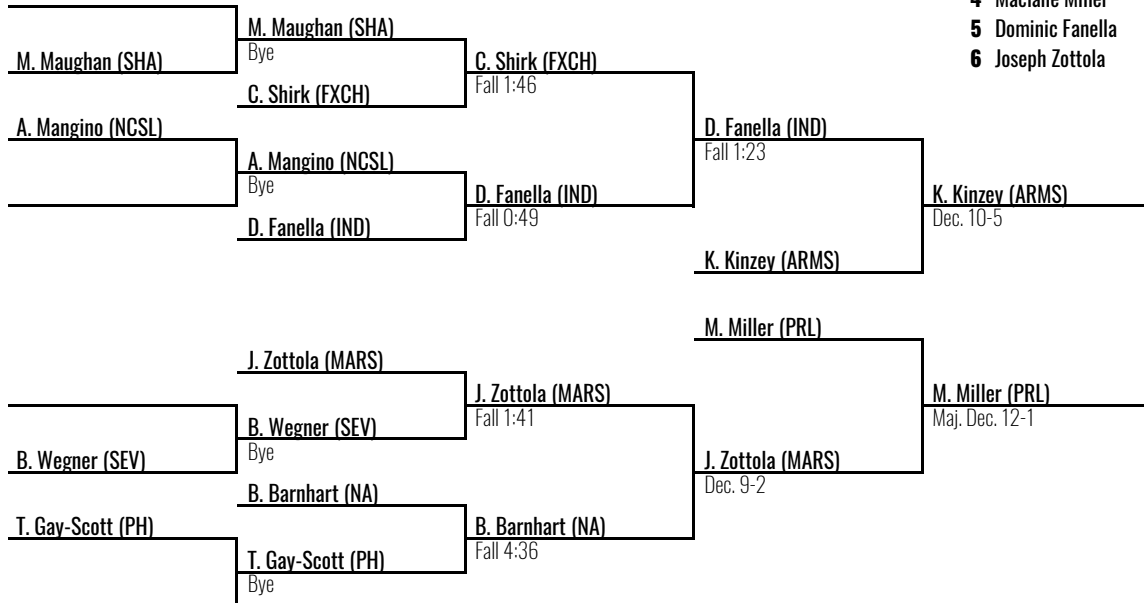 4 Maclane Miller
5 Dominic Fanella
6 Joseph Zottola
M. Maughan (SHA)
A. Mangino (NCSL)
B. Wegner (SEV)
T. Gay-Scott (PH)
M. Maughan (SHA)
Bye
C. Shirk (FXCH)
A. Mangino (NCSL)
Bye
D. Fanella (IND)
J. Zottola (MARS)
B. Wegner (SEV)
Bye
B. Barnhart (NA)
T. Gay-Scott (PH)
Bye
C. Shirk (FXCH)
Fall 1:46
D. Fanella (IND)
Fall 0:49
J. Zottola (MARS)
Fall 1:41
B. Barnhart (NA)
Fall 4:36
D. Fanella (IND)
Fall 1:23
K. Kinzey (ARMS)
M. Miller (PRL)
J. Zottola (MARS)
Dec. 9-2
K. Kinzey (ARMS)
Dec. 10-5
M. Miller (PRL)
Maj. Dec. 12-1